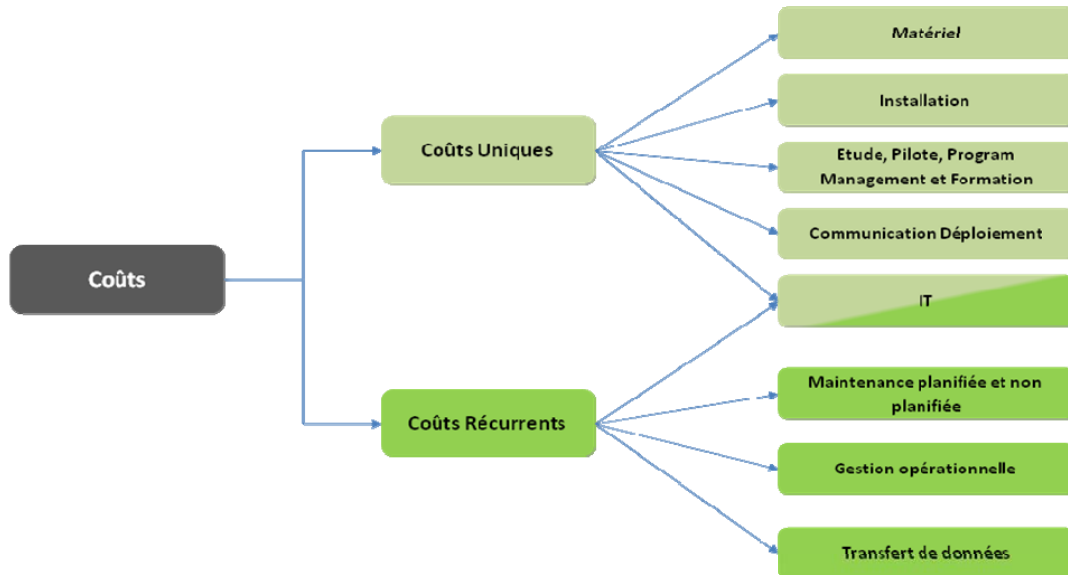 Matériel
Installation
Coûts Uniques
Etude, Pilote, Program
Management et Formation
Communication Déploiement
Coûts
IT
Maintenance planifiée et non
planifiée
Coûts Récurrents
Gestion opérationnelle
Transfert de données